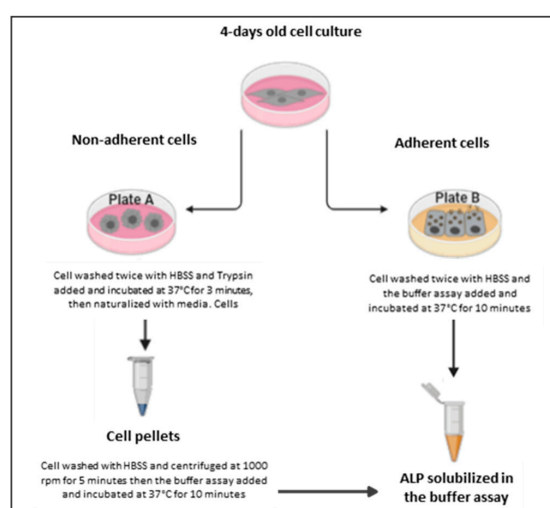 4-days old cell culture
Non-adherent cells
Adherent cells
Plate A
Plate B
Cell washed twice with HBSS and Trypsin
added and incubated at 37°C for 3 minutes,
then naturalized with media. Cells
Cell washed twice with HBSS and
the buffer assay added and
incubated at 37°C for 10 minutes
Cell pellets
Cell washed with HBSS and centrifuged at 1000
rpm for 5 minutes then the buffer assay added
and incubated at 37°C for 10 minutes
ALP solubilized in
the buffer assay